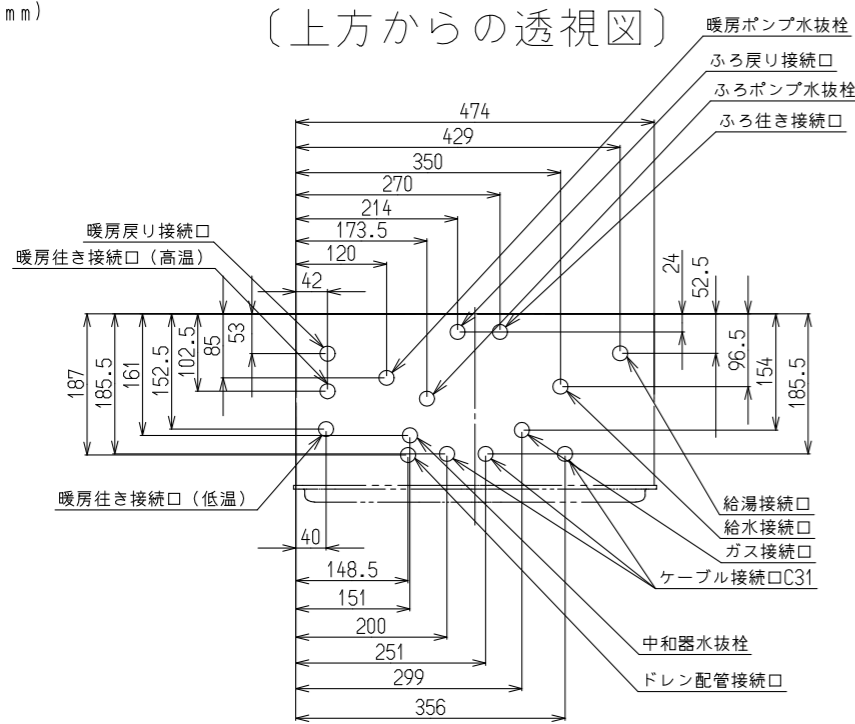 mm)
〔上方からの透視図〕
暖房ポンプ水抜栓
ふろ戻り接続口
ふろポンプ水抜栓
ふろ往き接続口
474
429
350
270
214
173.5
120
42
暖房戻り接続口
暖房往き接続口（高温）
24
52.5
53
85
102.5
152.5
161
185.5
187
96.5
154
185.5
暖房往き接続口（低温）
給湯接続口
給水接続口
ガス接続口
ケーブル接続口C31
中和器水抜栓
ドレン配管接続口
40
148.5
151
200
251
299
356